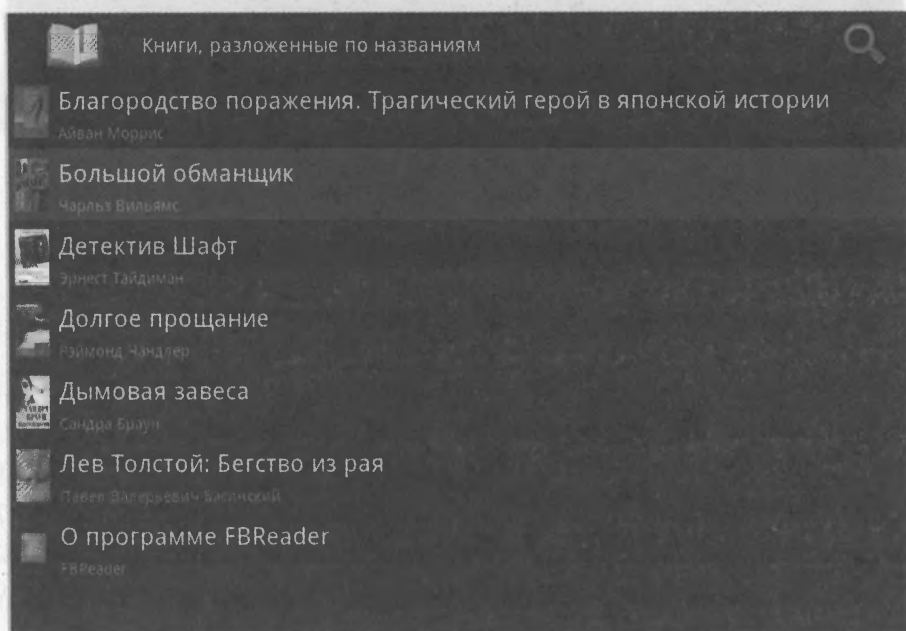 Книги, разложенные по названиям
Благородство поражения. Трагический герой в японской истории
Айван Моррис
Большой обманщик
Чарльз Вильямс
Детектив Шафт
Эрнест Тайдиман
Долгое прощание
Рэймонд Чандлер
Дымовая завеса
Сандра Браун
Лев Толстой: Бегство из рая
Павел Валерьевич Басинский
О программе FBReader
FBReader